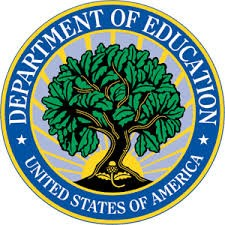 DEPARTMENT OF EDUCATION
UNITED STATES OF AMERICA